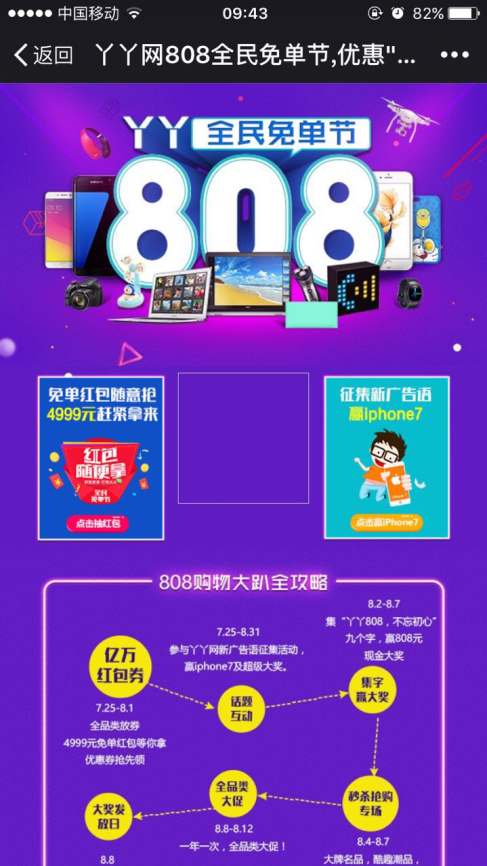 中国移动
09:43
82%
返回
丫丫网808全民免单节,优惠"...
丫丫 全民免单节
808
免单红包随意抢
4999元赶紧拿来
红包
随便拿
全民
免单节
点击抽红包
征集新广告语
赢iphone7
点击赢iPhone7
808购物大趴全攻略
亿万
红包券
7.25-8.1
全品类放券
4999元免单红包等你拿
优惠券抢先领
7.25-8.31
参与丫丫网新广告语征集活动，
赢iphone7及超级大奖。
话题
互动
8.2-8.7
集“丫丫808，不忘初心”
九个字，赢808元
现金大奖
集字
赢大奖
秒杀抢购
专场
8.4-8.7
大牌名品，酷趣潮品，
全品类
大促
8.8-8.12
一年一次，全品类大促！
大奖发
放日
8.8